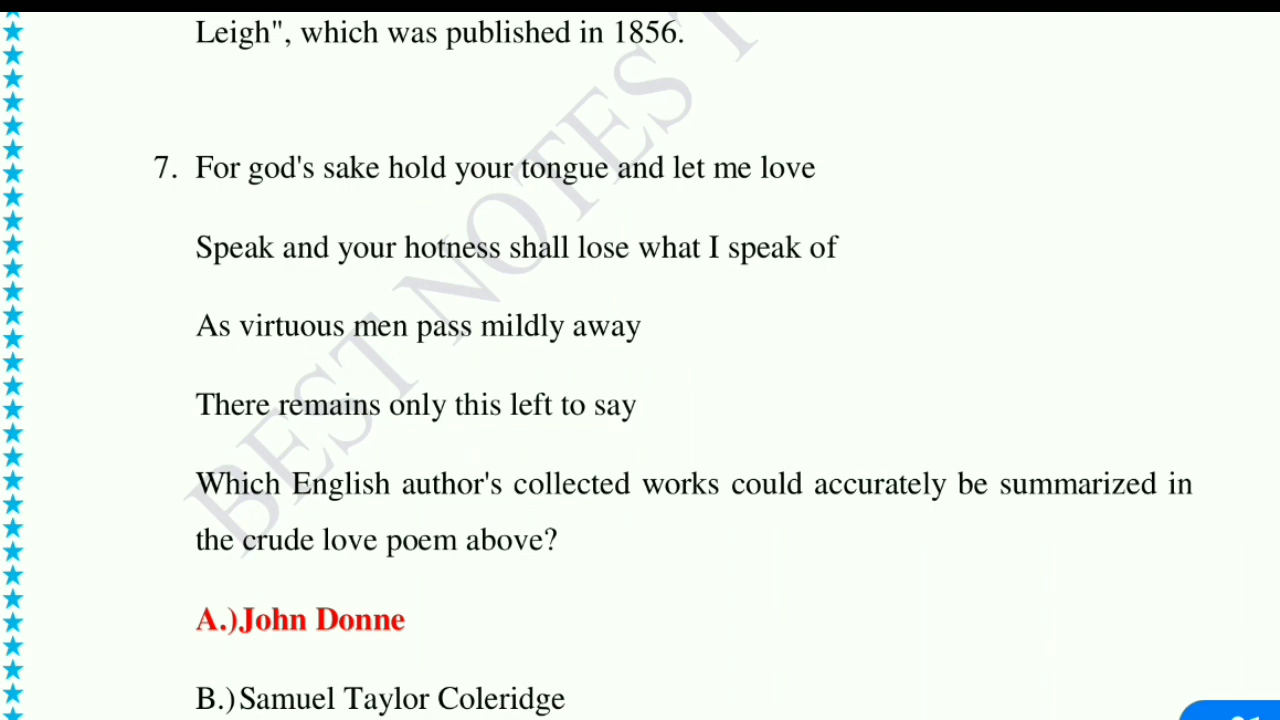 Leigh", which was published in 1856.
7. For god's sake hold your tongue and let me love
Speak and your hotness shall lose what I speak of
As virtuous men pass mildly away
There remains only this left to say
Which English author's collected works could accurately be summarized in
the crude love poem above?
A.)John Donne
B.)Samuel Taylor Coleridge
BEST NOTES T